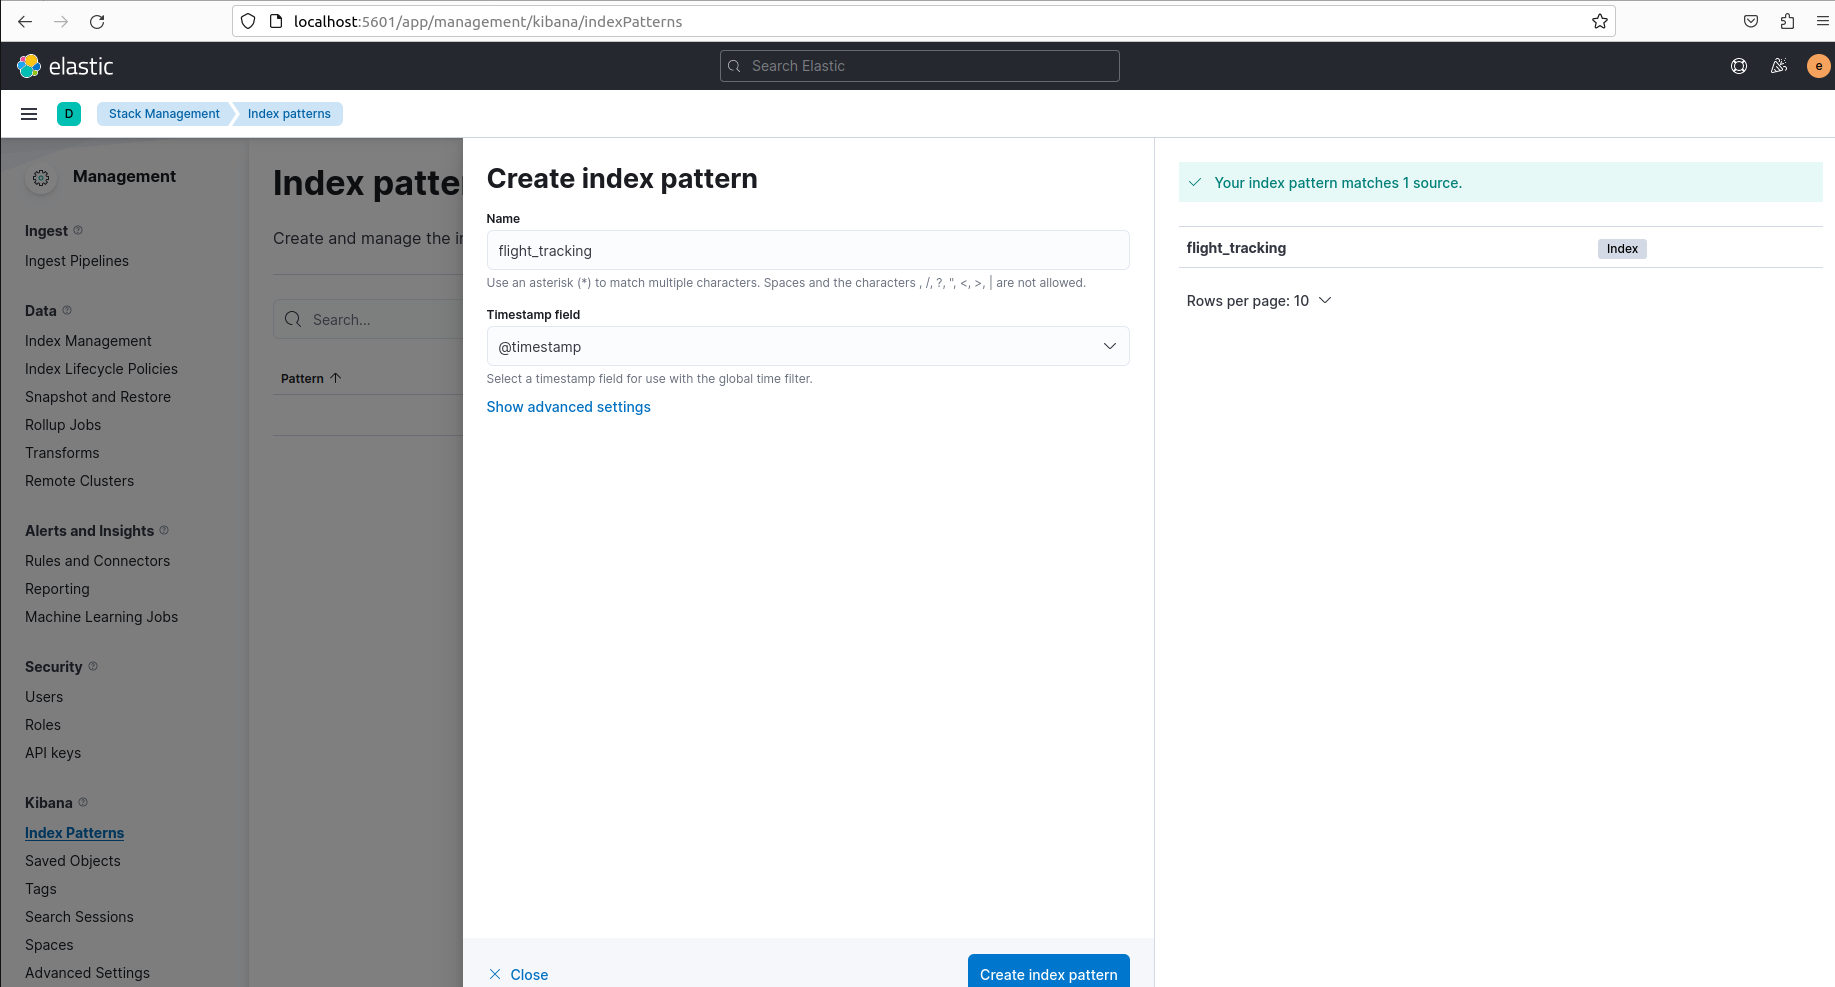 localhost:5601/app/management/kibana/indexPatterns
elastic
Search Elastic
e
D
Stack Management
Index patterns
Management
Ingest
Ingest Pipelines
Data
Index Management
Index Lifecycle Policies
Snapshot and Restore
Rollup Jobs
Transforms
Remote Clusters
Alerts and Insights
Rules and Connectors
Reporting
Machine Learning Jobs
Security
Users
Roles
API keys
Kibana
Index Patterns
Saved Objects
Tags
Search Sessions
Spaces
Advanced Settings
Index patte
Create and manage the i
Search...
Pattern
Create index pattern
Name
flight_tracking
Use an asterisk (*) to match multiple characters. Spaces and the characters , /, ?, ", <, >, | are not allowed.
Timestamp field
@timestamp
Select a timestamp field for use with the global time filter.
Show advanced settings
Close
Create index pattern
Your index pattern matches 1 source.
flight_tracking Index
Rows per page: 10